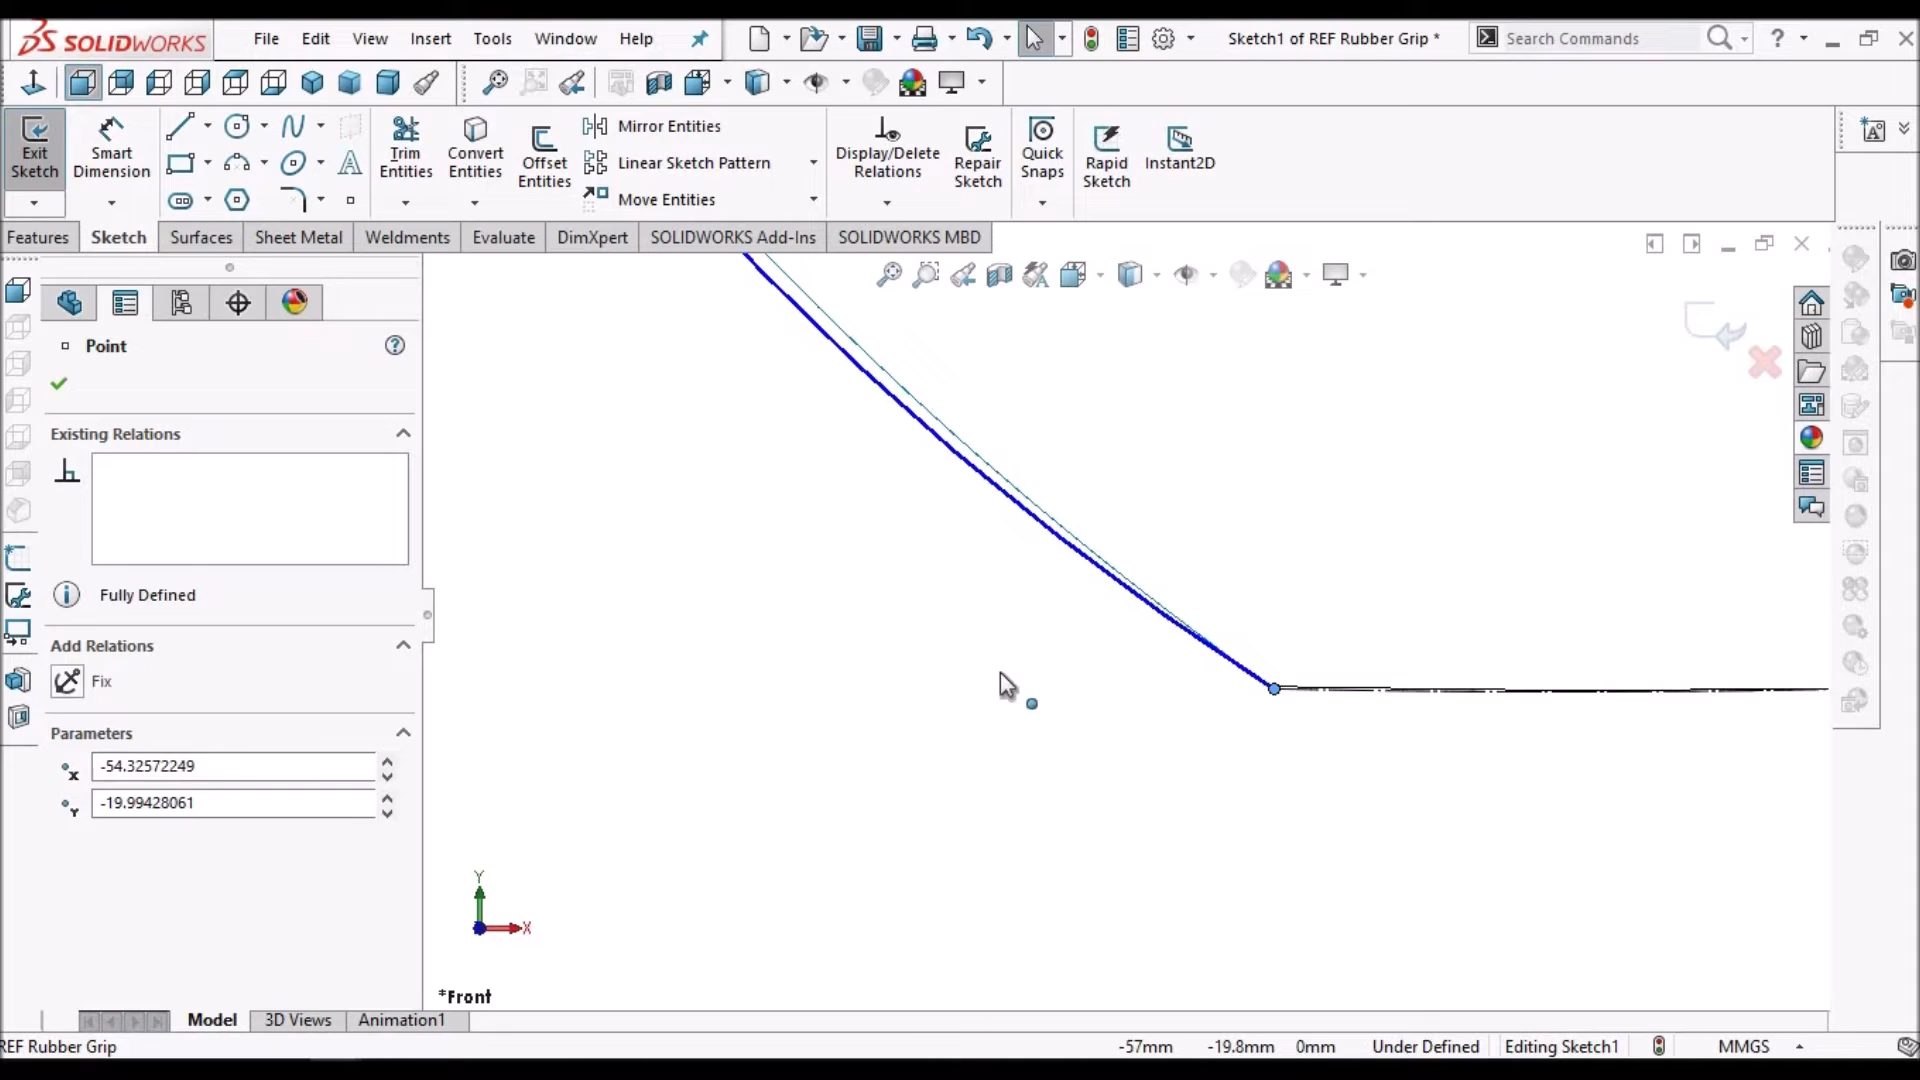 SOLIDWORKS File Edit View Insert Tools Window Help Sketch1 of REF Rubber Grip * Search Commands ?
Exit Sketch
Smart Dimension
Trim Entities
Convert Entities
Offset Entities
Mirror Entities
Linear Sketch Pattern
Move Entities
Display/Delete Relations
Repair Sketch
Quick Snaps
Rapid Sketch
Instant2D
Features Sketch Surfaces Sheet Metal Weldments Evaluate DimXpert SOLIDWORKS Add-Ins SOLIDWORKS MBD
Point
Existing Relations
Fully Defined
Add Relations
Fix
Parameters
X -54.32572249
Y -19.99428061
Y
X
*Front
Model 3D Views Animation1
REF Rubber Grip -57mm -19.8mm 0mm Under Defined Editing Sketch1 MMGS